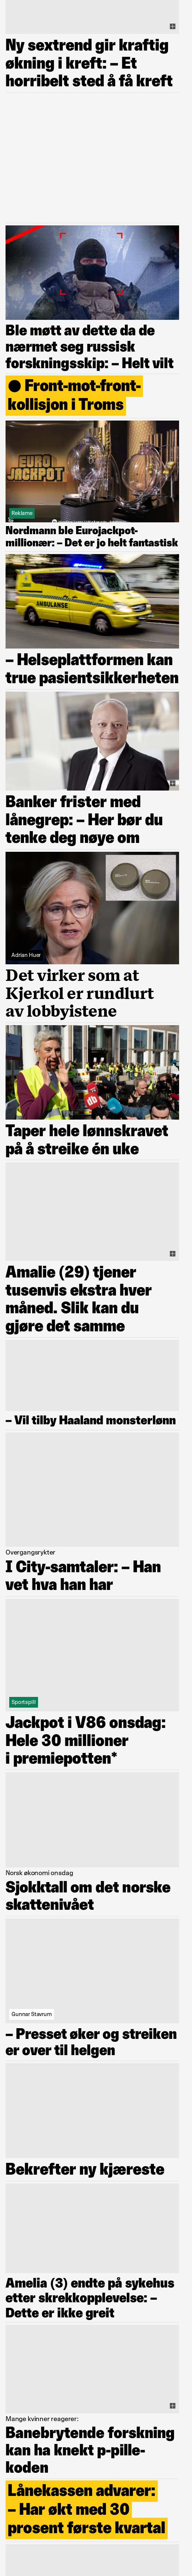 Ny sextrend gir kraftig
økning i kreft: – Et
horribelt sted å få kreft
Ble møtt av dette da de
nærmet seg russisk
forskningsskip: – Helt vilt
Front-mot-front-
kollisjon i Troms
EURO
JACKPOT
Reklame
Nordmann ble Eurojackpot-
millionær: – Det er jo helt fantastisk
AMBULANSE
– Helseplattformen kan
true pasientsikkerheten
Banker frister med
lånegrep: – Her bør du
tenke deg nøye om
Adrian Huer
Det virker som at
Kjerkol er rundlurt
av lobbyistene
Taper hele lønnskravet
på å streike én uke
Amalie (29) tjener
tusenvis ekstra hver
måned. Slik kan du
gjøre det samme
– Vil tilby Haaland monsterlønn
Overgangsrykter
I City-samtaler: – Han
vet hva han har
Sportspill
Jackpot i V86 onsdag:
Hele 30 millioner
i premiepotten*
Norsk økonomi onsdag
Sjokktall om det norske
skattenivået
Gunnar Stavrum
– Presset øker og streiken
er over til helgen
Bekrefter ny kjæreste
Amelia (3) endte på sykehus
etter skrekkopplevelse: –
Dette er ikke greit
Mange kvinner reagerer:
Banebrytende forskning
kan ha knekt p-pille-
koden
Lånekassen advarer:
– Har økt med 30
prosent første kvartal